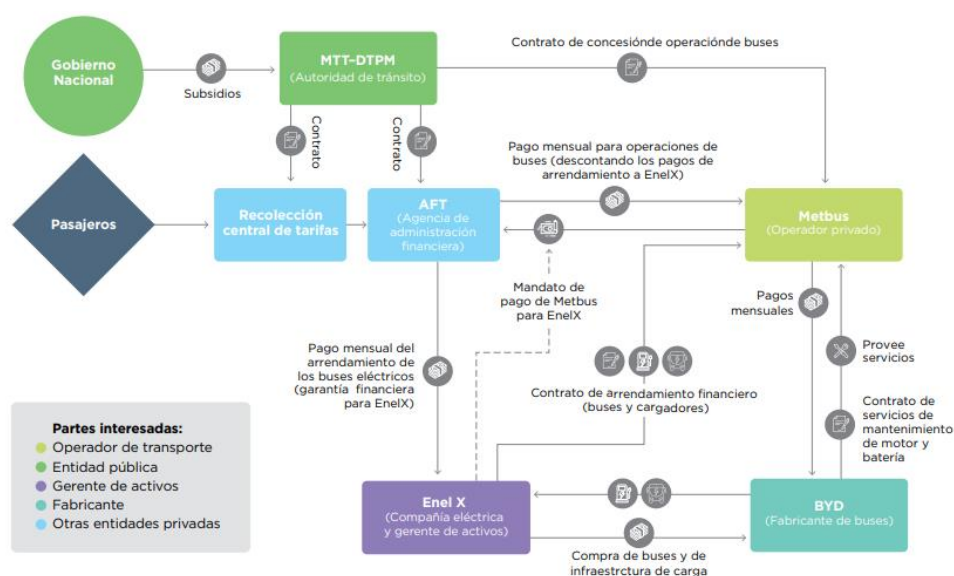 Gobierno
Nacional
Subsidios
MTT-DTPM
(Autoridad de tránsito)
Contrato de concesiónde operaciónde buses
Contrato
Contrato
Pasajeros
Recolección
central de tarifas
AFT
(Agencia de
administración
financiera)
Pago mensual para operaciones de
buses (descontando los pagos de
arrendamiento a EnelX)
Metbus
(Operador privado)
Mandato de
pago de Metbus
para EnelX
Pagos
mensuales
Provee
servicios
Pago mensual del
arrendamiento de
los buses eléctricos
(garantía financiera
para EnelX)
Contrato de arrendamiento financiero
(buses y cargadores)
Contrato de
servicios de
mantenimiento
de motor y
batería
Partes interesadas:
Operador de transporte
Entidad pública
Gerente de activos
Fabricante
Otras entidades privadas
Enel X
(Compañía eléctrica
y gerente de activos)
BYD
(Fabricante de buses)
Compra de buses y de
infraestrctura de carga